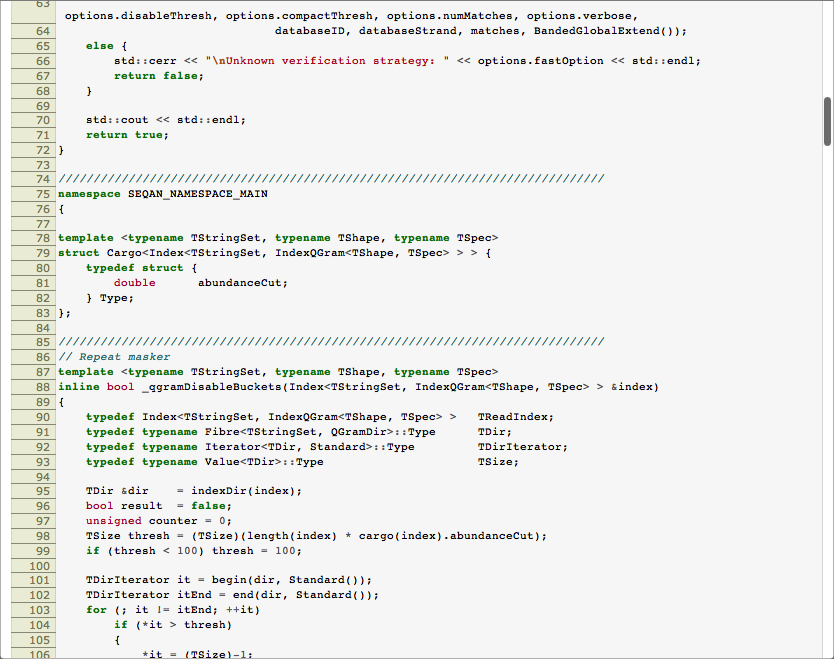 63
options.disableThresh, options.compactThresh, options.numMatches, options.verbose,
64                                databaseID, databaseStrand, matches, BandedGlobalExtend());
65     else {
66         std::cerr << "\nUnknown verification strategy: " << options.fastOption << std::endl;
67         return false;
68     }
69
70     std::cout << std::endl;
71     return true;
72 }
73
74 //////////////////////////////////////////////////////////////////////////////
75 namespace SEQAN_NAMESPACE_MAIN
76 {
77
78 template <typename TStringSet, typename TShape, typename TSpec>
79 struct Cargo<Index<TStringSet, IndexQGram<TShape, TSpec> > > {
80     typedef struct {
81         double      abundanceCut;
82     } Type;
83 };
84
85 //////////////////////////////////////////////////////////////////////////////
86 // Repeat masker
87 template <typename TStringSet, typename TShape, typename TSpec>
88 inline bool _qgramDisableBuckets(Index<TStringSet, IndexQGram<TShape, TSpec> > &index)
89 {
90     typedef Index<TStringSet, IndexQGram<TShape, TSpec> >   TReadIndex;
91     typedef typename Fibre<TStringSet, QGramDir>::Type      TDir;
92     typedef typename Iterator<TDir, Standard>::Type         TDirIterator;
93     typedef typename Value<TDir>::Type                      TSize;
94
95     TDir &dir    = indexDir(index);
96     bool result  = false;
97     unsigned counter = 0;
98     TSize thresh = (TSize)(length(index) * cargo(index).abundanceCut);
99     if (thresh < 100) thresh = 100;
100
101     TDirIterator it = begin(dir, Standard());
102     TDirIterator itEnd = end(dir, Standard());
103     for (; it != itEnd; ++it)
104         if (*it > thresh)
105         {
106             *it = (TSize)-1;